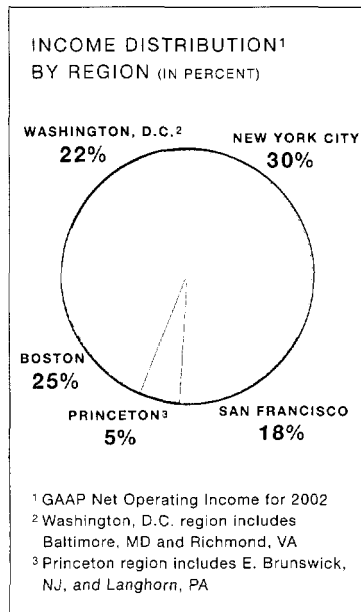 INCOME DISTRIBUTION¹
BY REGION (IN PERCENT)
WASHINGTON, D.C.²
22%
NEW YORK CITY
30%
BOSTON
25%
PRINCETON³
5%
SAN FRANCISCO
18%
¹ GAAP Net Operating Income for 2002
² Washington, D.C. region includes
Baltimore, MD and Richmond, VA
³ Princeton region includes E. Brunswick,
NJ, and Langhorn, PA